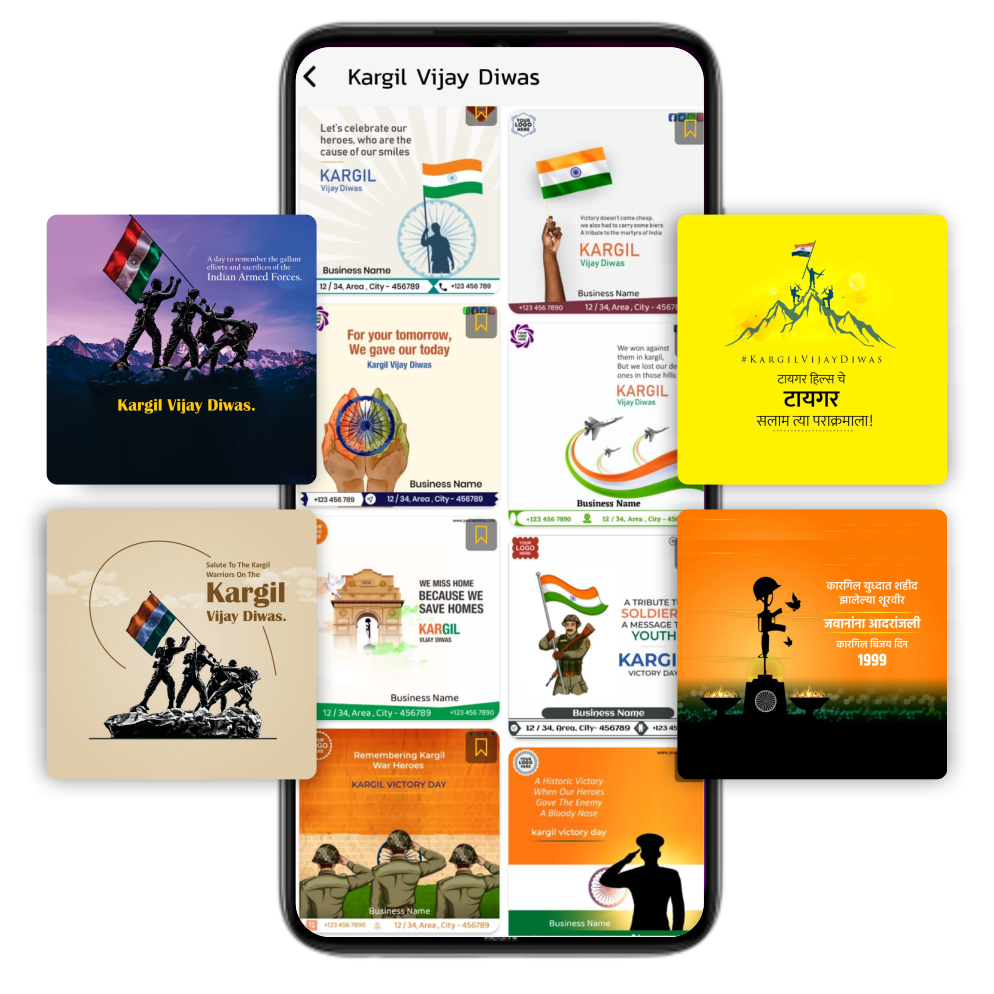 Kargil Vijay Diwas
Let's celebrate our
heroes, who are the
cause of our smiles
KARGIL
Vijay Diwas
Business Name
12 / 34, Area , City - 456789
+123 456 7890
YOUR
LOGO
HERE
Victory doesn't came cheap,
we also had to carry some biers
A tribute to the martyrs of India
KARGIL
Vijay Diwas
Business Name
+123 456 7890
12 / 34, Area , City - 4567
A day to remember the gallant
efforts and sacrifices of the
Indian Armed Forces.
Kargil Vijay Diwas.
#KARGILVIJAYDIWAS
टायगर हिल्स चे
टायगर
सलाम त्या पराक्रमाला!
For your tomorrow,
We gave our today
Kargil Vijay Diwas
Business Name
+123 456 789
12 / 34, Area , City - 456789
We won against
them in kargil,
But we lost our de
ones in those hills
KARGIL
Vijay Diwas
Business Name
+123 456 7890
12 / 34, Area , City - 45
Salute To The Kargil
Warriors On The
Kargil
Vijay Diwas.
WE MISS HOME
BECAUSE WE
SAVE HOMES
KARGIL
VIJAY DIWAS
Business Name
12 / 34, Area , City - 456789
+123 456 7890
YOUR
LOGO
HERE
A TRIBUTE T
SOLDIER
A MESSAGE T
YOUTH
KARGI
VICTORY DAY
Business Name
12 / 34, Area , City - 456789
+123 45
कारगिल युध्दात शहीद
झालेल्या शूरवीर
जवानांना आदरांजली
कारगिल विजय दिन
1999
Remembering Kargil
War Heroes
KARGIL VICTORY DAY
Business Name
+123 456 7890
12 / 34, Area , City - 456789
YOUR
LOGO
HERE
A Historic Victory
When Our Heroes
Gave The Enemy
A Bloody Nose
kargil victory day
Business Name